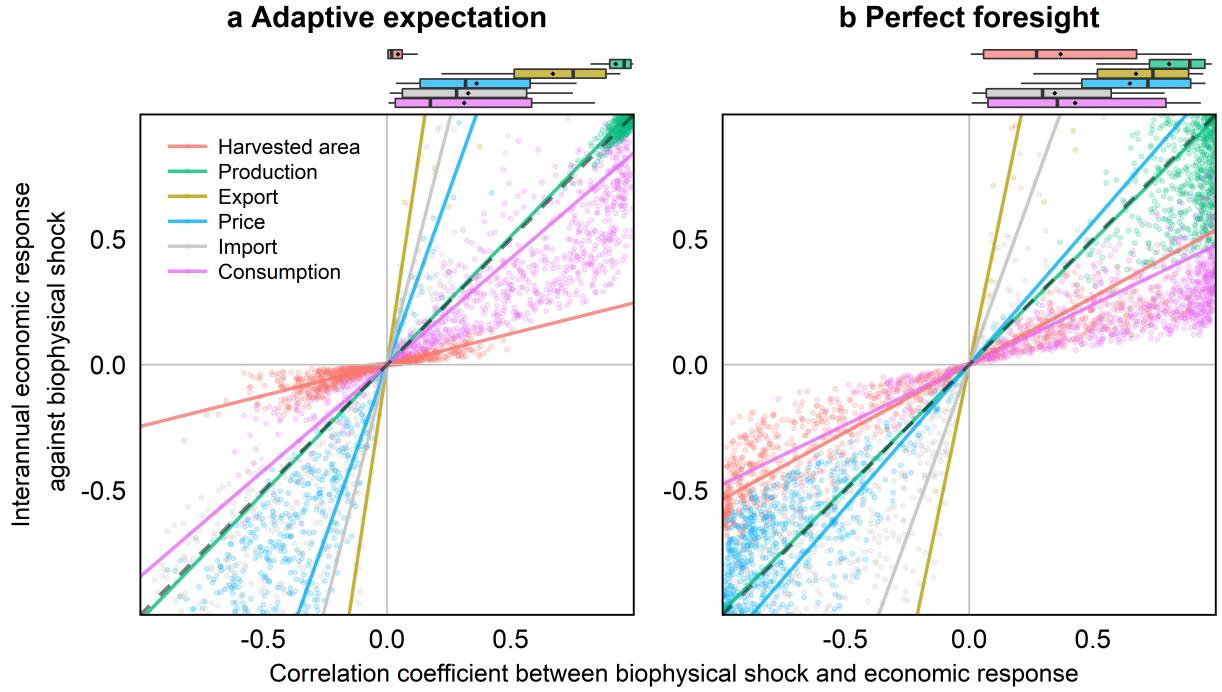 a Adaptive expectation
b Perfect foresight
Harvested area
Production
Export
Price
Import
Consumption
Interannual economic response
against biophysical shock
0.5
0.0
-0.5
0.5
0.0
-0.5
-0.5 0.0 0.5
-0.5 0.0 0.5
Correlation coefficient between biophysical shock and economic response